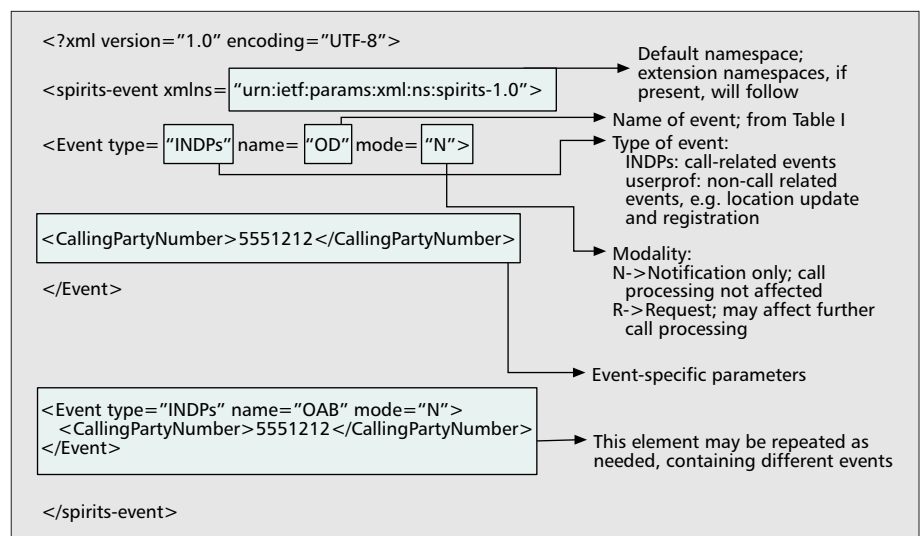 <?xml version=”1.0” encoding=”UTF-8”>
<spirits-event xmlns= “urn:ietf:params:xml:ns:spirits-1.0”>
Default namespace;
extension namespaces, if
present, will follow
<Event type= “INDPs” name= “OD” mode= “N”>
Name of event; from Table I
Type of event:
INDPs: call-related events
userprof: non-call related
events, e.g. location update
and registration
<CallingPartyNumber>5551212</CallingPartyNumber>
</Event>
Modality:
N->Notification only; call
processing not affected
R->Request; may affect further
call processing
Event-specific parameters
<Event type=“INDPs” name=“OAB” mode=“N”>
<CallingPartyNumber>5551212</CallingPartyNumber>
</Event>
This element may be repeated as
needed, containing different events
</spirits-event>